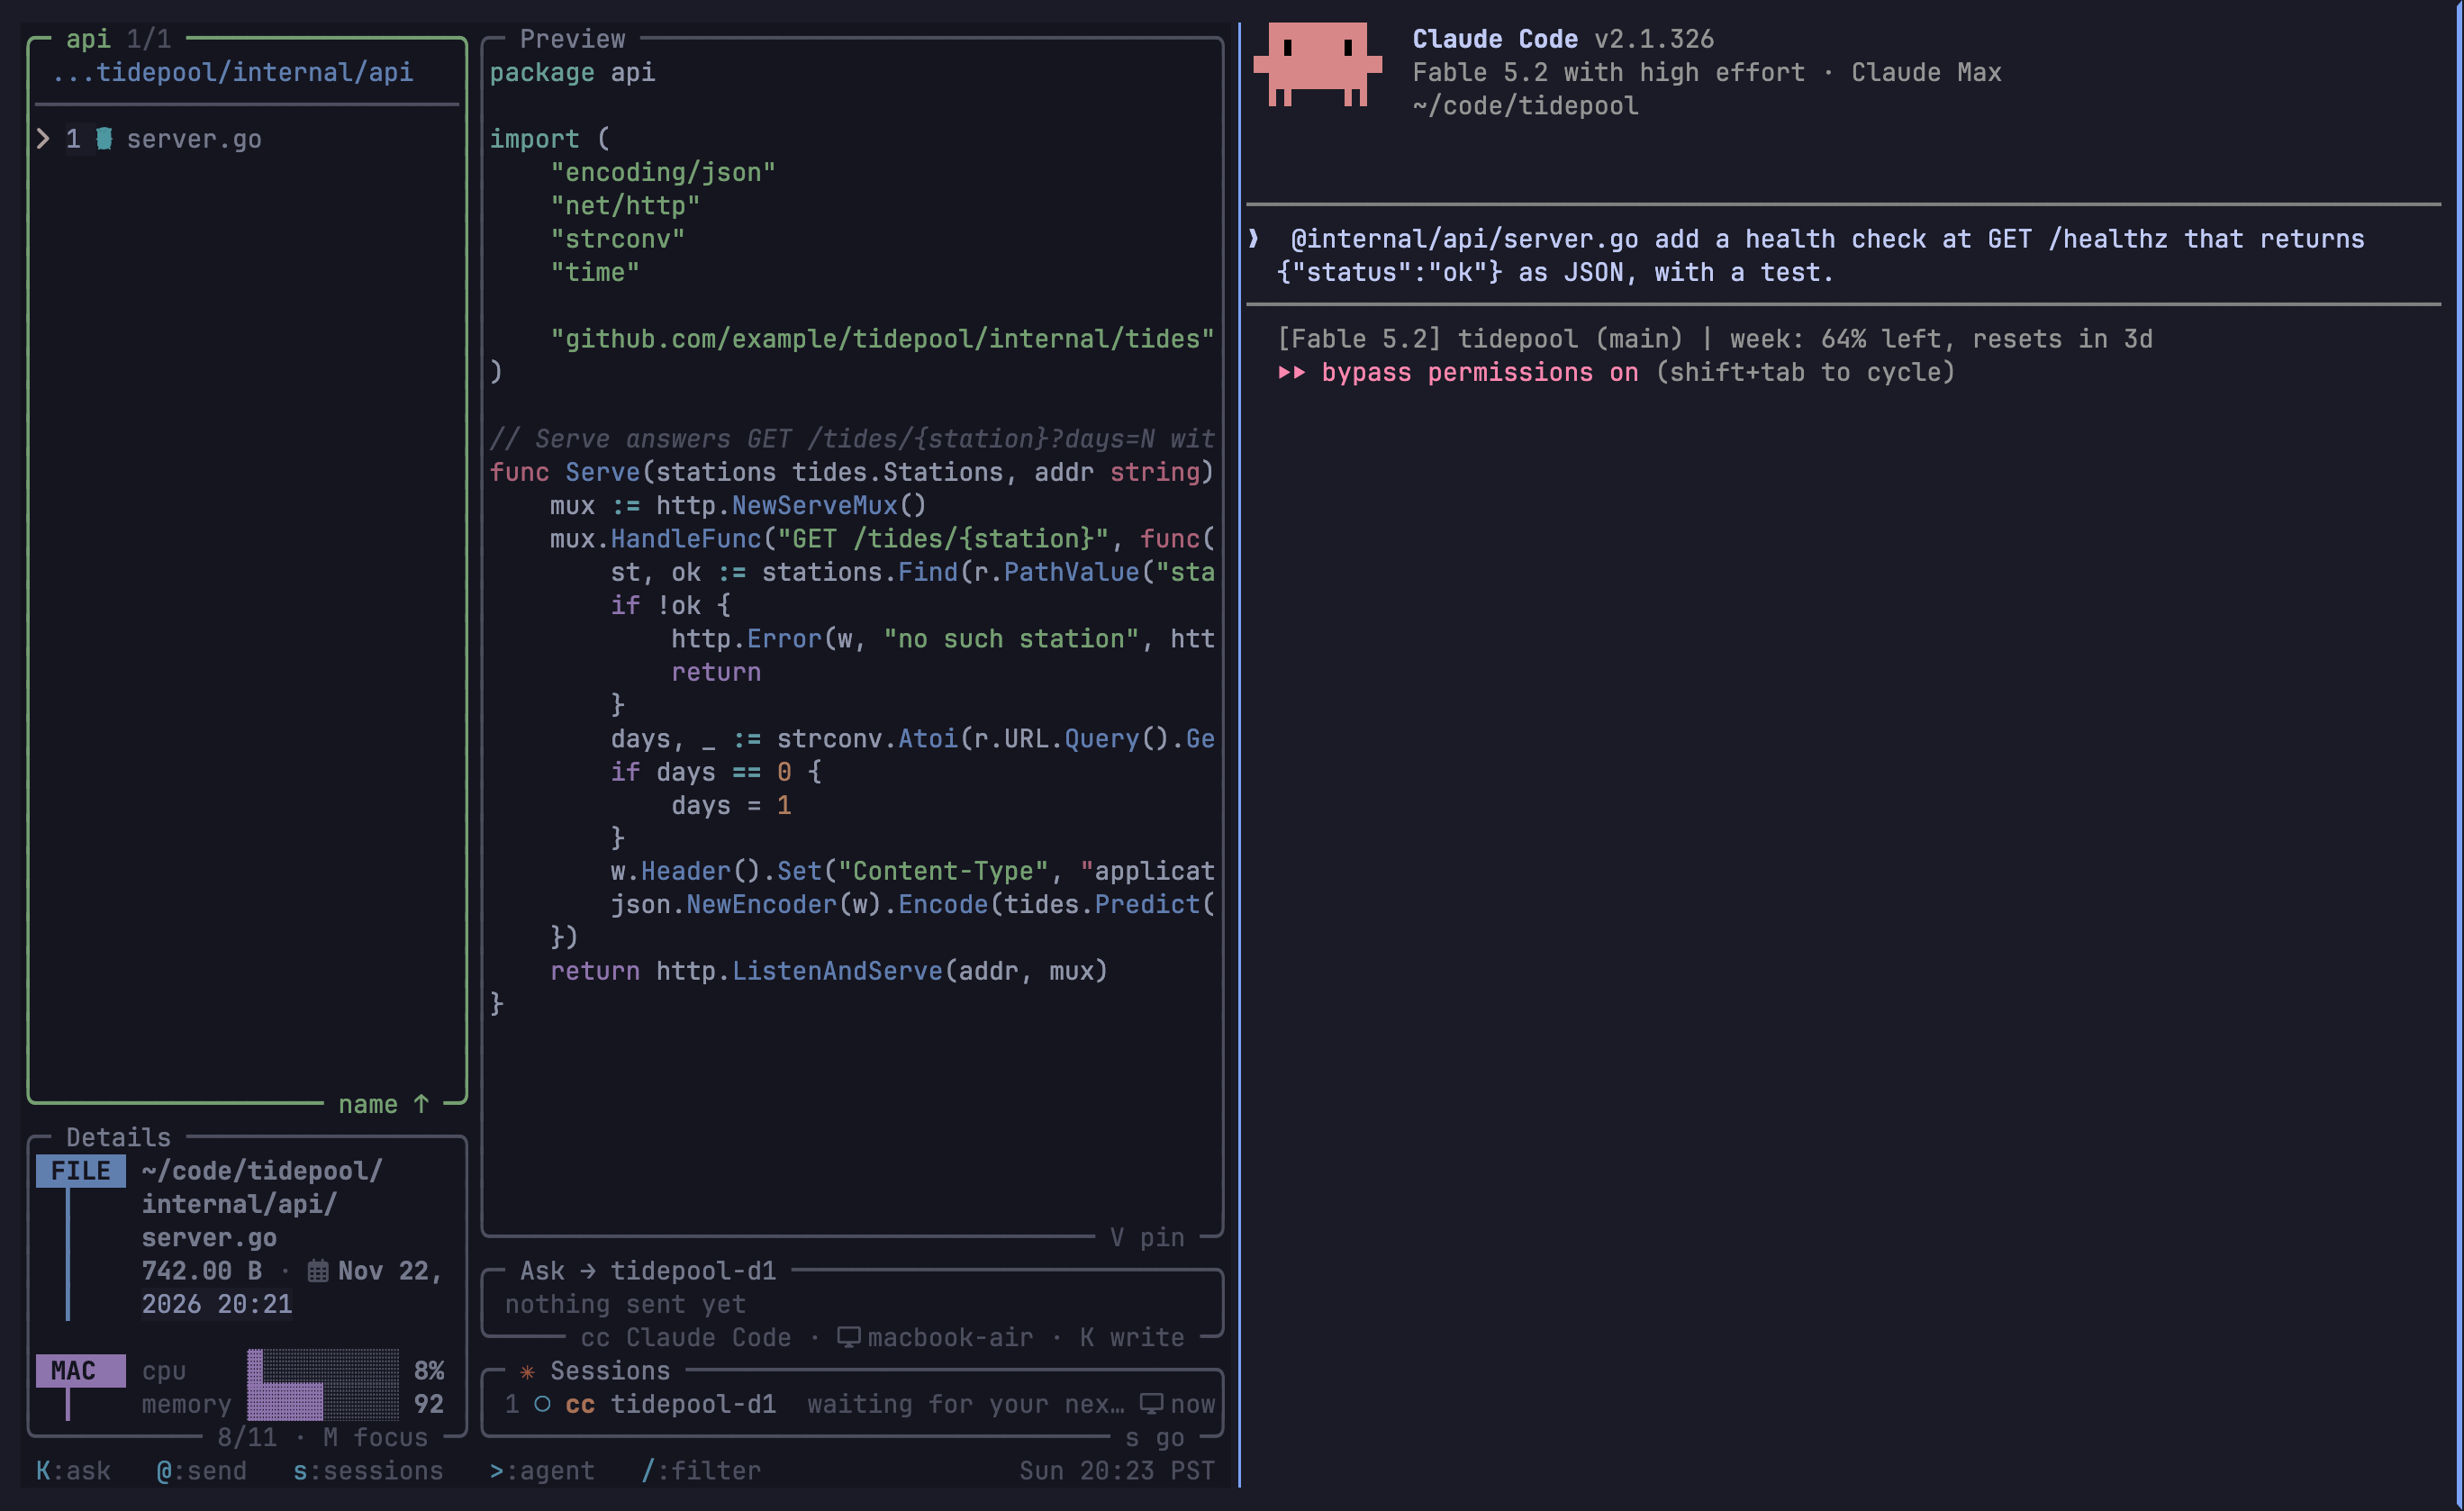 api 1/1
...tidepool/internal/api
1 server.go
name ↑
Details
FILE ~/code/tidepool/
internal/api/
server.go
742.00 B · Nov 22,
2026 20:21
MAC cpu 8%
memory 92
8/11 · M focus
Preview
package api
import (
"encoding/json"
"net/http"
"strconv"
"time"
"github.com/example/tidepool/internal/tides"
)
// Serve answers GET /tides/{station}?days=N wit
func Serve(stations tides.Stations, addr string)
mux := http.NewServeMux()
mux.HandleFunc("GET /tides/{station}", func(
st, ok := stations.Find(r.PathValue("sta
if !ok {
http.Error(w, "no such station", htt
return
}
days, _ := strconv.Atoi(r.URL.Query().Ge
if days == 0 {
days = 1
}
w.Header().Set("Content-Type", "applicat
json.NewEncoder(w).Encode(tides.Predict(
})
return http.ListenAndServe(addr, mux)
}
V pin
Ask → tidepool-d1
nothing sent yet
cc Claude Code · macbook-air · K write
✳ Sessions
1 ○ cc tidepool-d1 waiting for your nex… now
s go
K:ask @:send s:sessions >:agent /:filter Sun 20:23 PST
Claude Code v2.1.326
Fable 5.2 with high effort · Claude Max
~/code/tidepool
❯ @internal/api/server.go add a health check at GET /healthz that returns
{"status":"ok"} as JSON, with a test.
[Fable 5.2] tidepool (main) | week: 64% left, resets in 3d
⏵⏵ bypass permissions on (shift+tab to cycle)